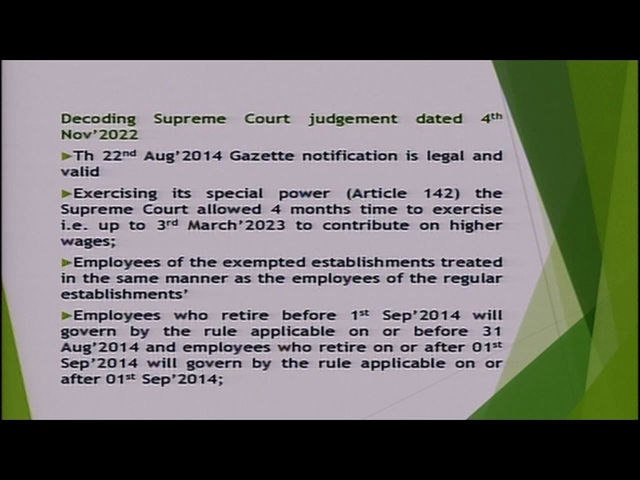 Decoding Supreme Court judgement dated 4th
Nov'2022
►Th 22nd Aug'2014 Gazette notification is legal and
valid
►Exercising its special power (Article 142) the
Supreme Court allowed 4 months time to exercise
i.e. up to 3rd March'2023 to contribute on higher
wages;
►Employees of the exempted establishments treated
in the same manner as the employees of the regular
establishments'
►Employees who retire before 1st Sep'2014 will
govern by the rule applicable on or before 31
Aug'2014 and employees who retire on or after 01st
Sep'2014 will govern by the rule applicable on or
after 01st Sep'2014;